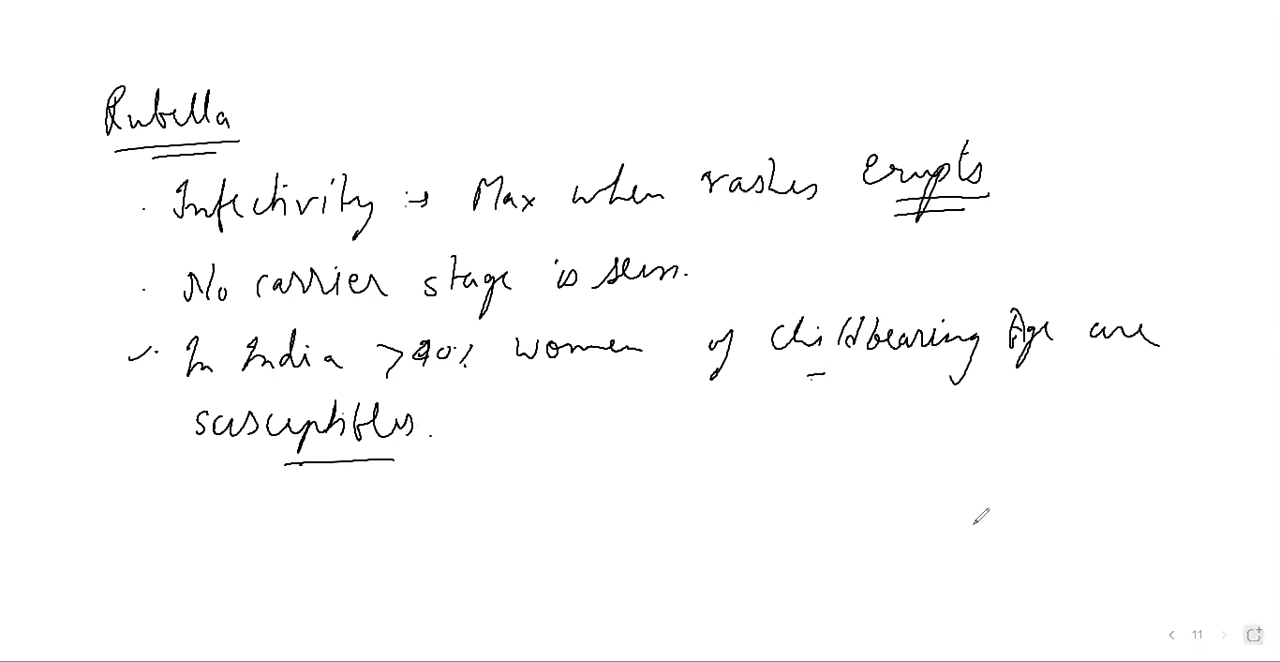 Rubella
· Infectivity → Max when rashes erupts
· No carrier stage is seen.
✓· In India > 40% women of childbearing Age are
susceptibles.
11